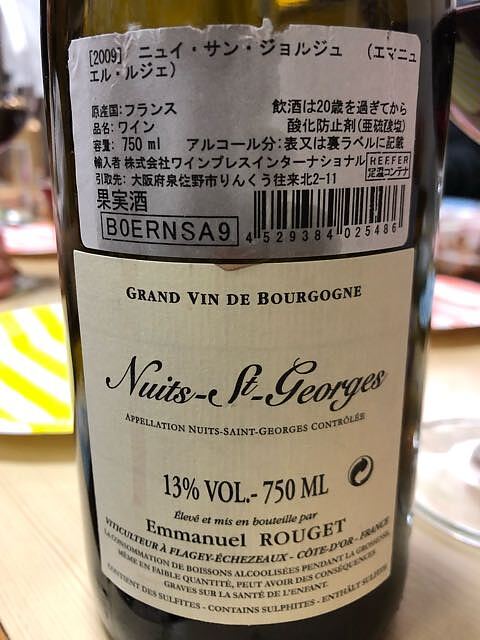 [2009] ニュイ・サン・ジョルジュ （エマニュ
エル・ルジェ）
原産国:フランス 飲酒は20歳を過ぎてから
品名: ワイン 酸化防止剤(亜硫酸塩)
容量: 750 ml アルコール分:表又は裏ラベルに記載
輸入者 株式会社ワインプレスインターナショナル REEFER
引取先: 大阪府泉佐野市りんくう往来北2-11 定温コンテナ
果実酒
B0ERNSA9
4 529384 025486
GRAND VIN DE BOURGOGNE
Nuits-St-Georges
APPELLATION NUITS-SAINT-GEORGES CONTRÔLÉE
13% VOL.- 750 ML
Élevé et mis en bouteille par
Emmanuel ROUGET
VITICULTEUR À FLAGEY-ÉCHEZEAUX - CÔTE-D'OR - FRANCE
LA CONSOMMATION DE BOISSONS ALCOOLISÉES PENDANT LA GROSSESSE,
MÊME EN FAIBLE QUANTITÉ, PEUT AVOIR DES CONSÉQUENCES
GRAVES SUR LA SANTÉ DE L'ENFANT.
CONTIENT DES SULFITES - CONTAINS SULPHITES - ENTHÄLT SULFITE